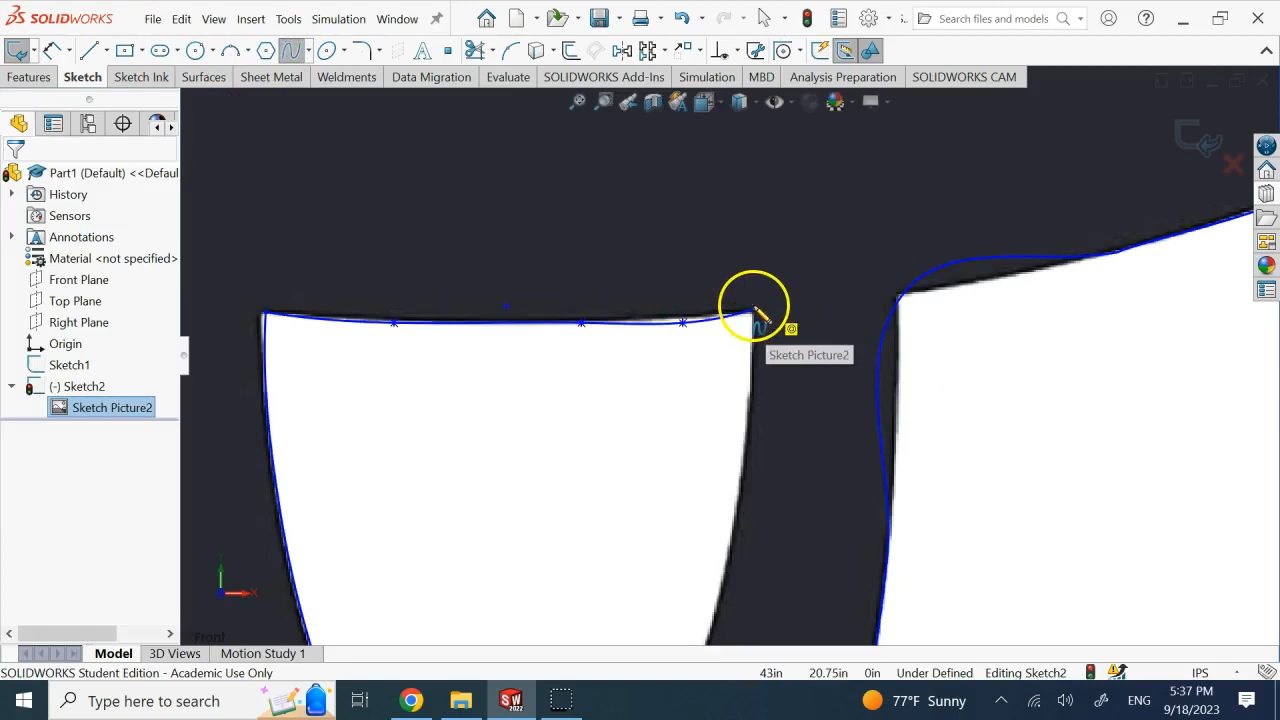 SOLIDWORKS File Edit View Insert Tools Simulation Window Search files and models
Features Sketch Sketch Ink Surfaces Sheet Metal Weldments Data Migration Evaluate SOLIDWORKS Add-Ins Simulation MBD Analysis Preparation SOLIDWORKS CAM
Part1 (Default) <<Defaul
History
Sensors
Annotations
Material <not specified>
Front Plane
Top Plane
Right Plane
Origin
Sketch1
(-) Sketch2
Sketch Picture2
Sketch Picture2
Y
X
Front
Model 3D Views Motion Study 1
SOLIDWORKS Student Edition - Academic Use Only 43in 20.75in 0in Under Defined Editing Sketch2 IPS
Type here to search 77°F Sunny ENG 5:37 PM
9/18/2023